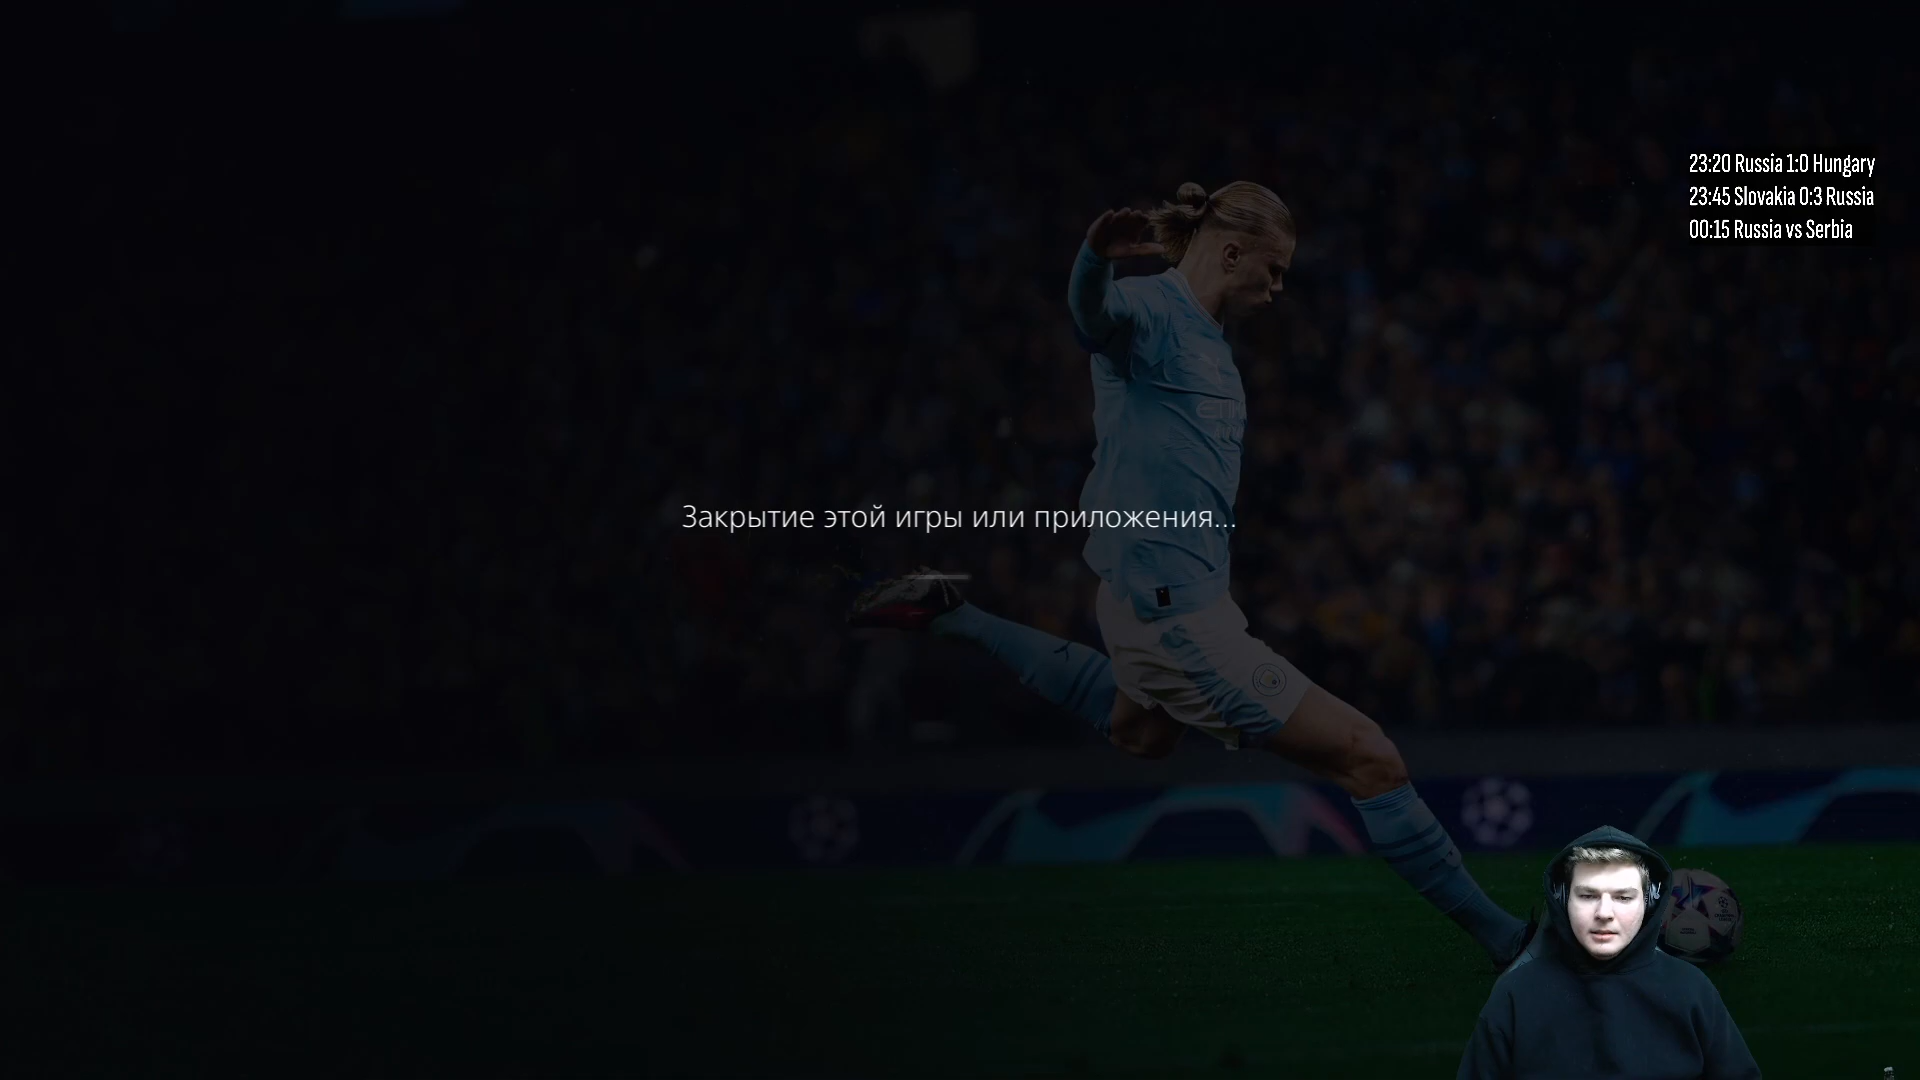 23:20 Russia 1:0 Hungary
23:45 Slovakia 0:3 Russia
00:15 Russia vs Serbia
Закрытие этой игры или приложения...